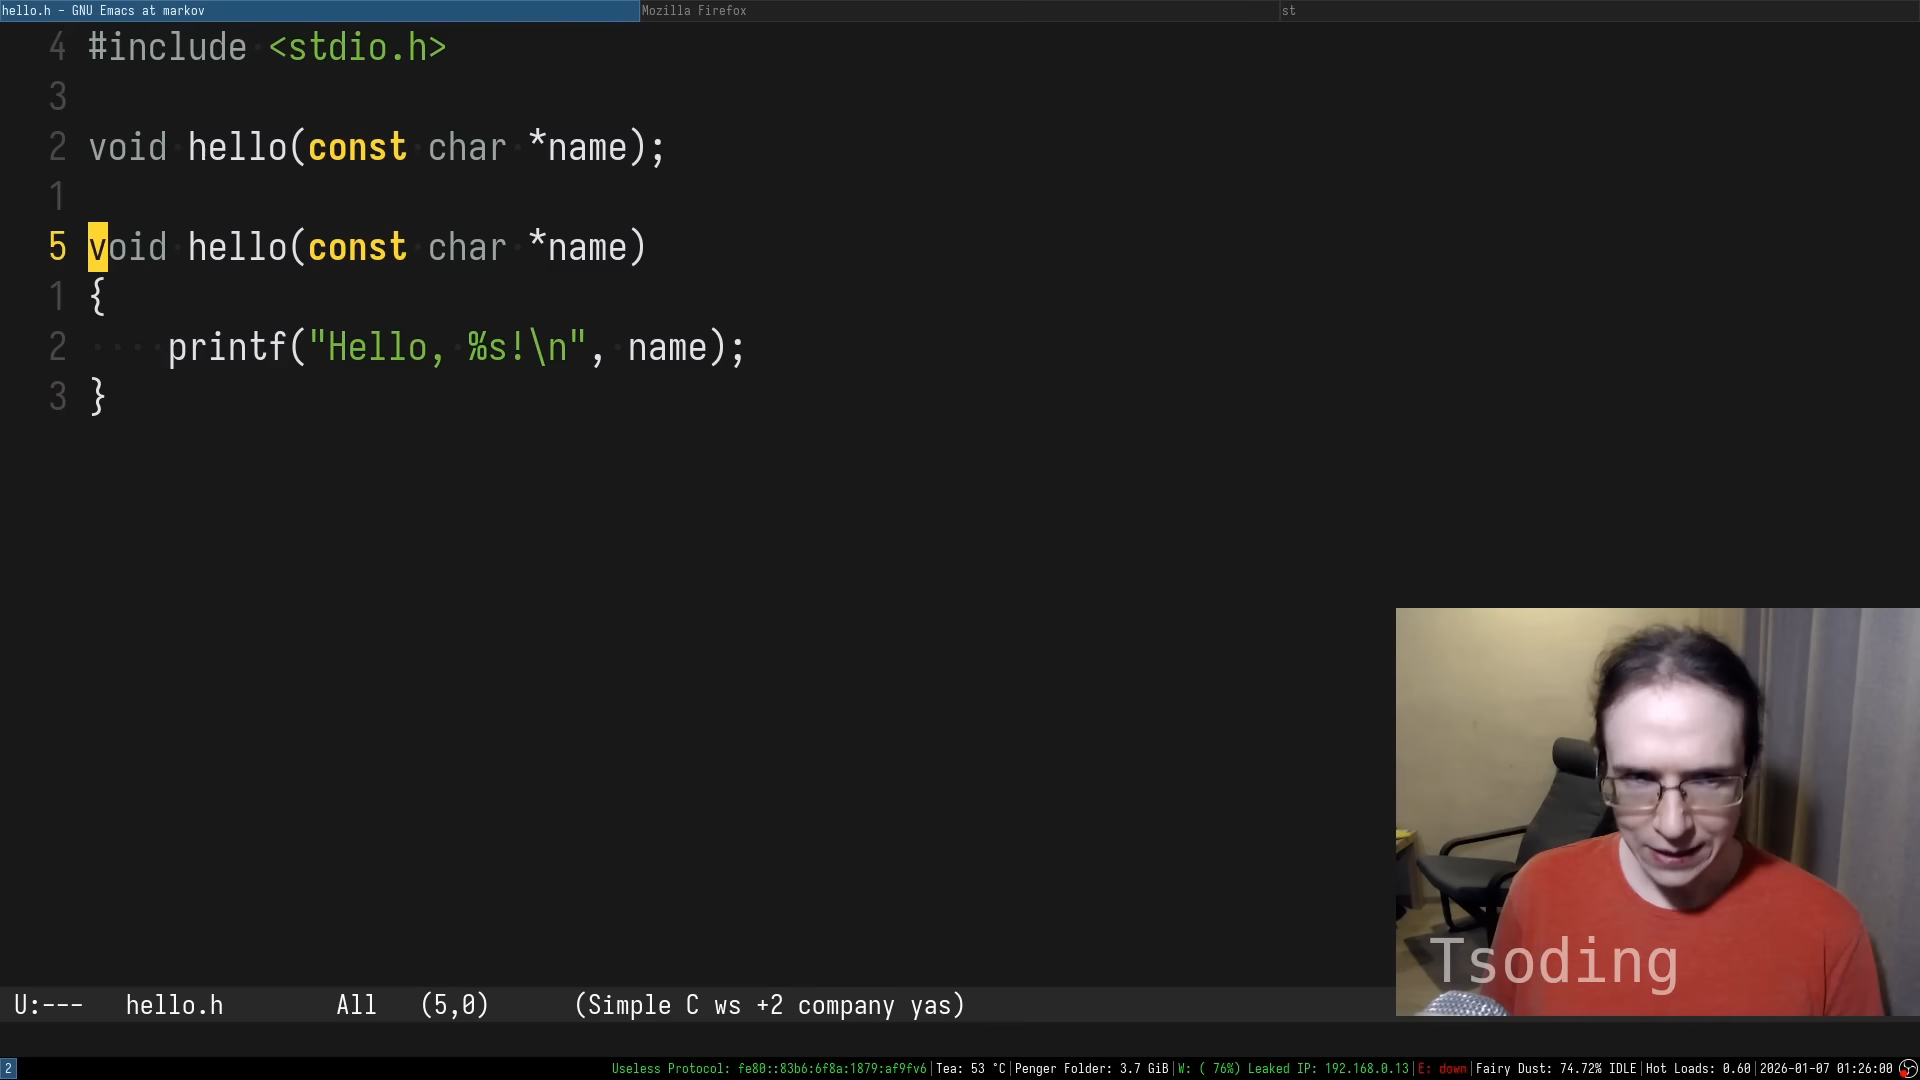 hello.h - GNU Emacs at markov
Mozilla Firefox
st
4 #include <stdio.h>
3
2 void hello(const char *name);
1
5 void hello(const char *name)
1 {
2     printf("Hello, %s!\n", name);
3 }
Tsoding
U:--- hello.h All (5,0) (Simple C ws +2 company yas)
2
Useless Protocol: fe80::83b6:6f8a:1879:af9fv6|Tea: 53 °C|Penger Folder: 3.7 GiB|W: ( 76%) Leaked IP: 192.168.0.13|E: down|Fairy Dust: 74.72% IDLE|Hot Loads: 0.60|2026-01-07 01:26:00